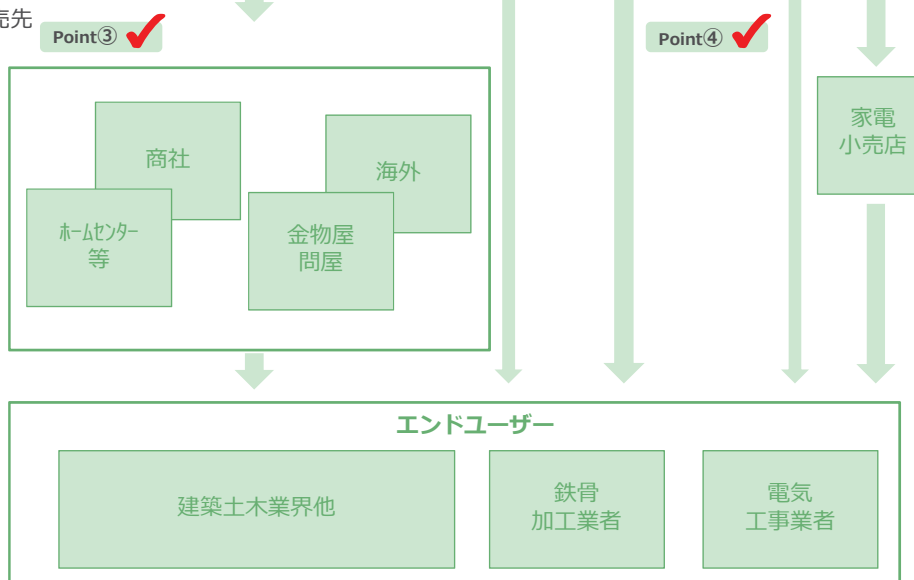 売先
Point③
Point④
家電
小売店
商社
海外
ﾎｰﾑｾﾝﾀｰ
等
金物屋
問屋
エンドユーザー
建築土木業界他
鉄骨
加工業者
電気
工事業者